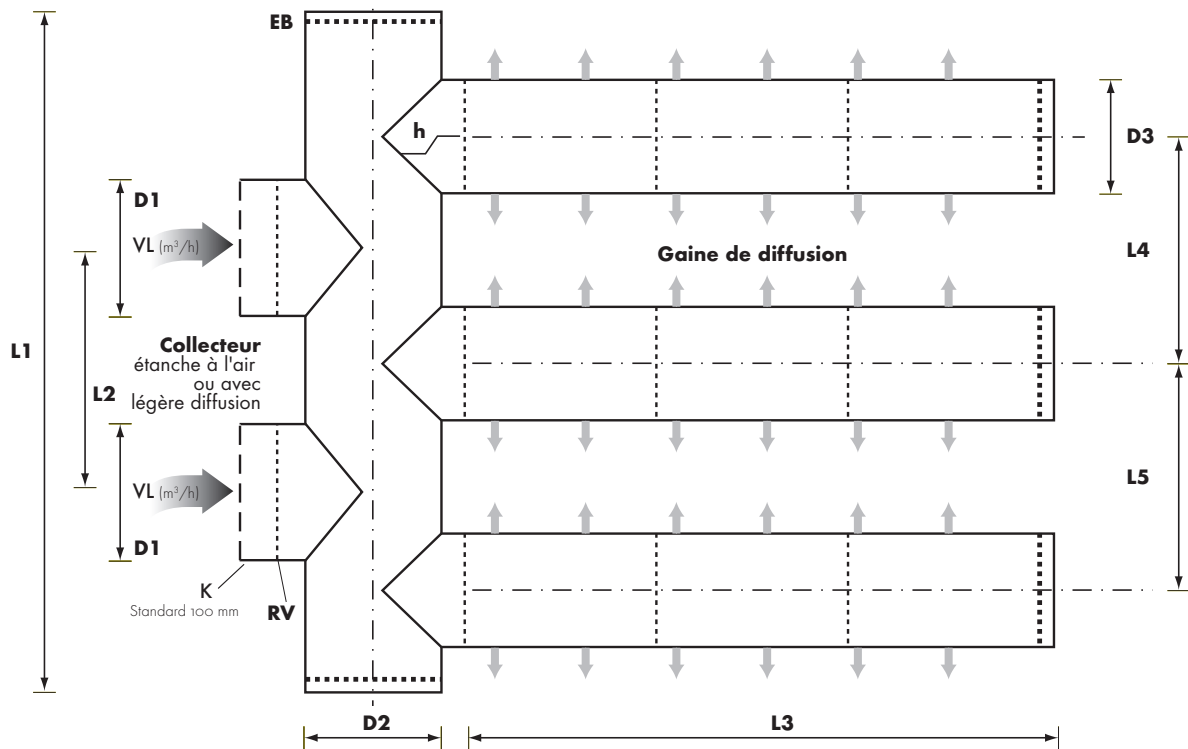 EB
h
D3
D1
VL (m³/h)
Gaine de diffusion
L4
L1
Collecteur
étanche à l'air
ou avec
légère diffusion
L2
VL (m³/h)
L5
D1
K
Standard 100 mm
RV
D2
L3